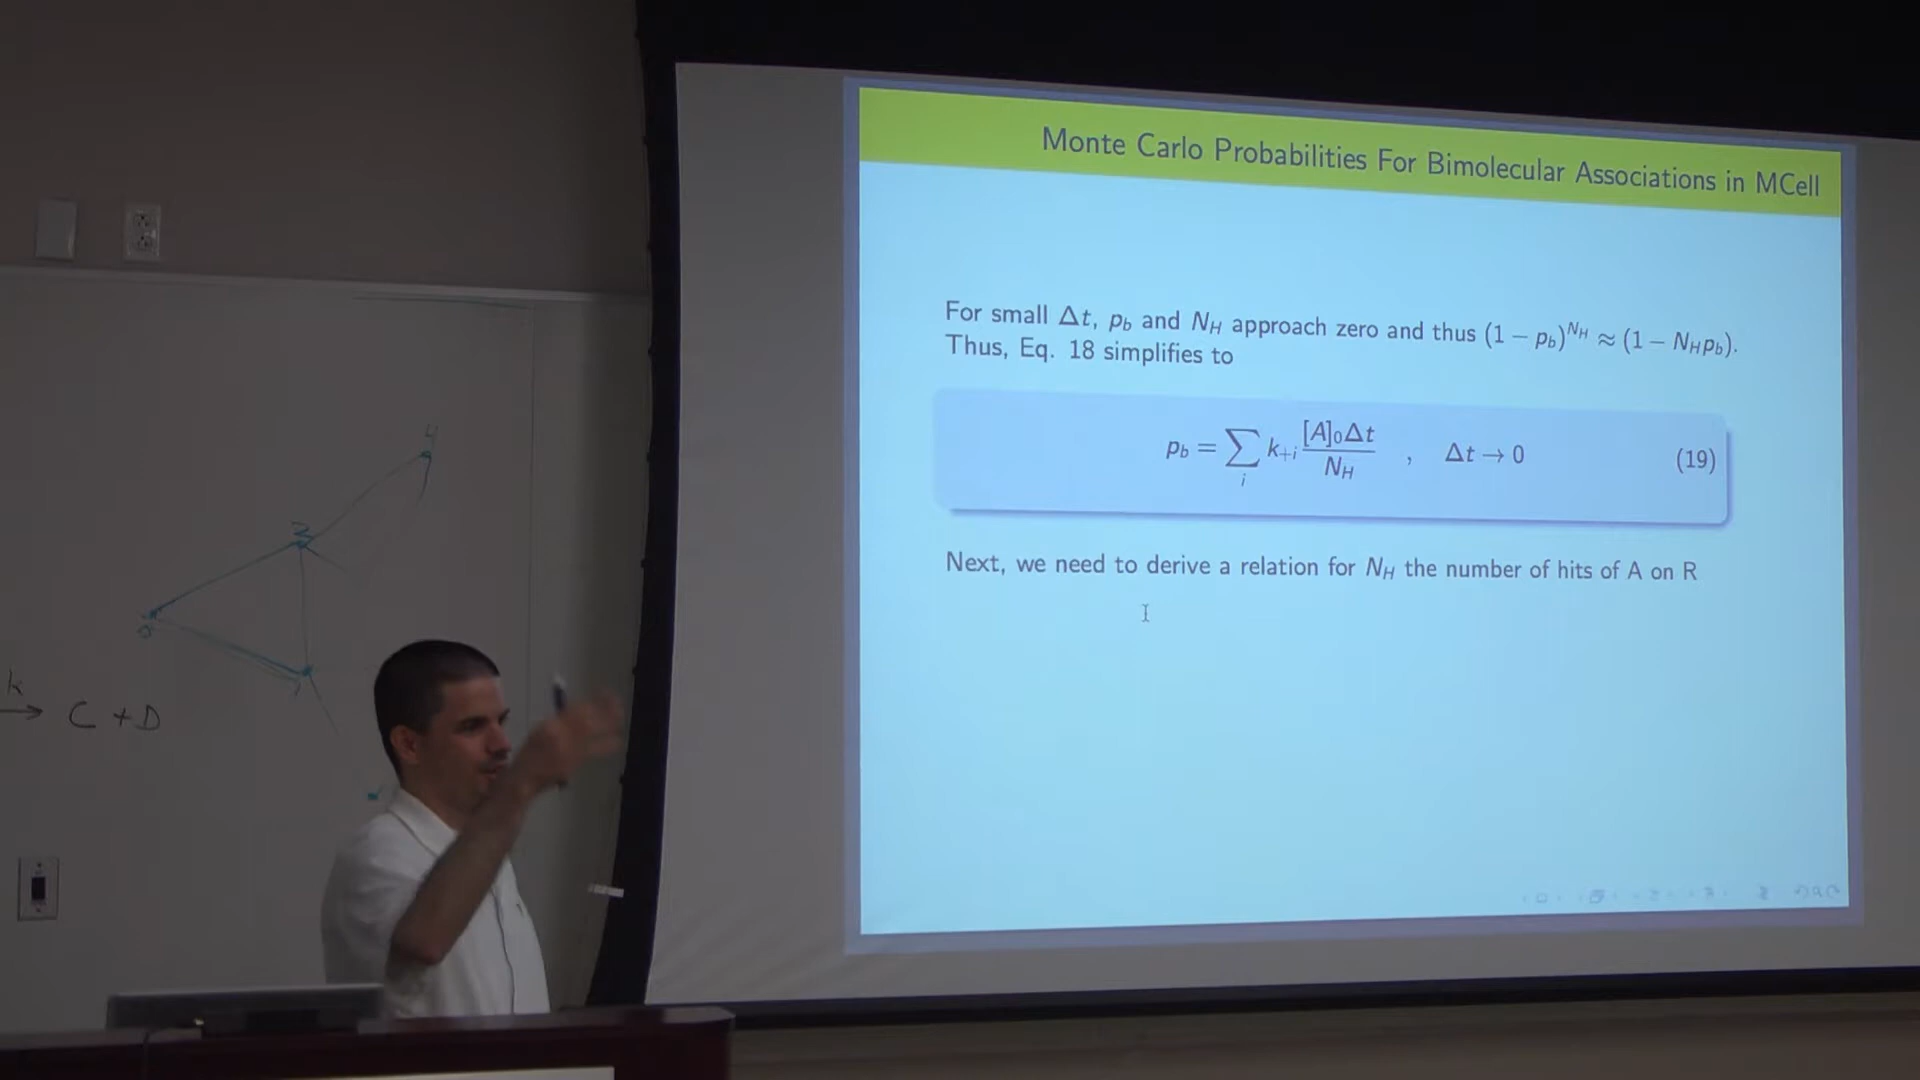 Monte Carlo Probabilities For Bimolecular Associations in MCell
For small Δt, p_b and N_H approach zero and thus (1 − p_b)^{N_H} ≈ (1 − N_H p_b).
Thus, Eq. 18 simplifies to
p_b = ∑_i k_{+i} [A]_0Δt / N_H , Δt → 0 (19)
Next, we need to derive a relation for N_H the number of hits of A on R
k
→ C + D